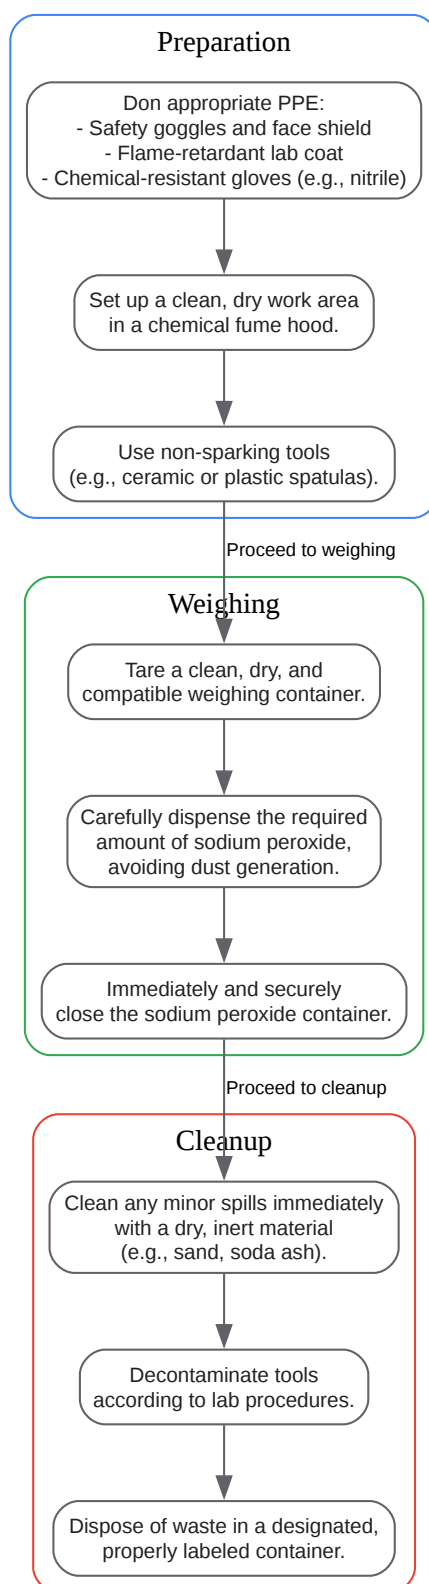 Preparation
Don appropriate PPE:
- Safety goggles and face shield
- Flame-retardant lab coat
- Chemical-resistant gloves (e.g., nitrile)
Set up a clean, dry work area
in a chemical fume hood.
Use non-sparking tools
(e.g., ceramic or plastic spatulas).
Proceed to weighing
Weighing
Tare a clean, dry, and
compatible weighing container.
Carefully dispense the required
amount of sodium peroxide,
avoiding dust generation.
Immediately and securely
close the sodium peroxide container.
Proceed to cleanup
Cleanup
Clean any minor spills immediately
with a dry, inert material
(e.g., sand, soda ash).
Decontaminate tools
according to lab procedures.
Dispose of waste in a designated,
properly labeled container.